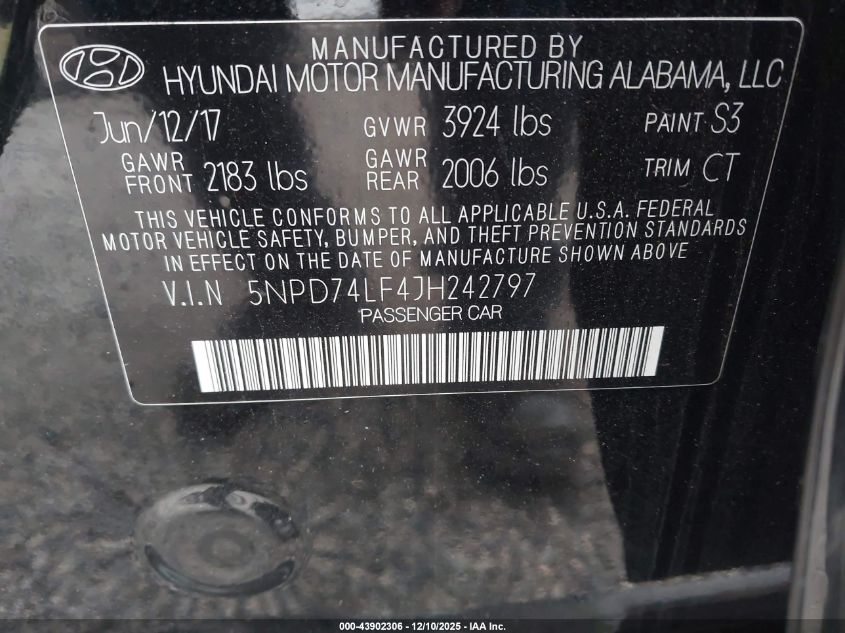 MANUFACTURED BY
HYUNDAI MOTOR MANUFACTURING ALABAMA, LLC
Jun/12/17 GVWR 3924 lbs PAINT S3
GAWR FRONT 2183 lbs GAWR REAR 2006 lbs TRIM CT
THIS VEHICLE CONFORMS TO ALL APPLICABLE U.S.A. FEDERAL
MOTOR VEHICLE SAFETY, BUMPER, AND THEFT PREVENTION STANDARDS
IN EFFECT ON THE DATE OF MANUFACTURE SHOWN ABOVE
V.I.N 5NPD74LF4JH242797
PASSENGER CAR
000-43902306 - 12/10/2025 - IAA Inc.